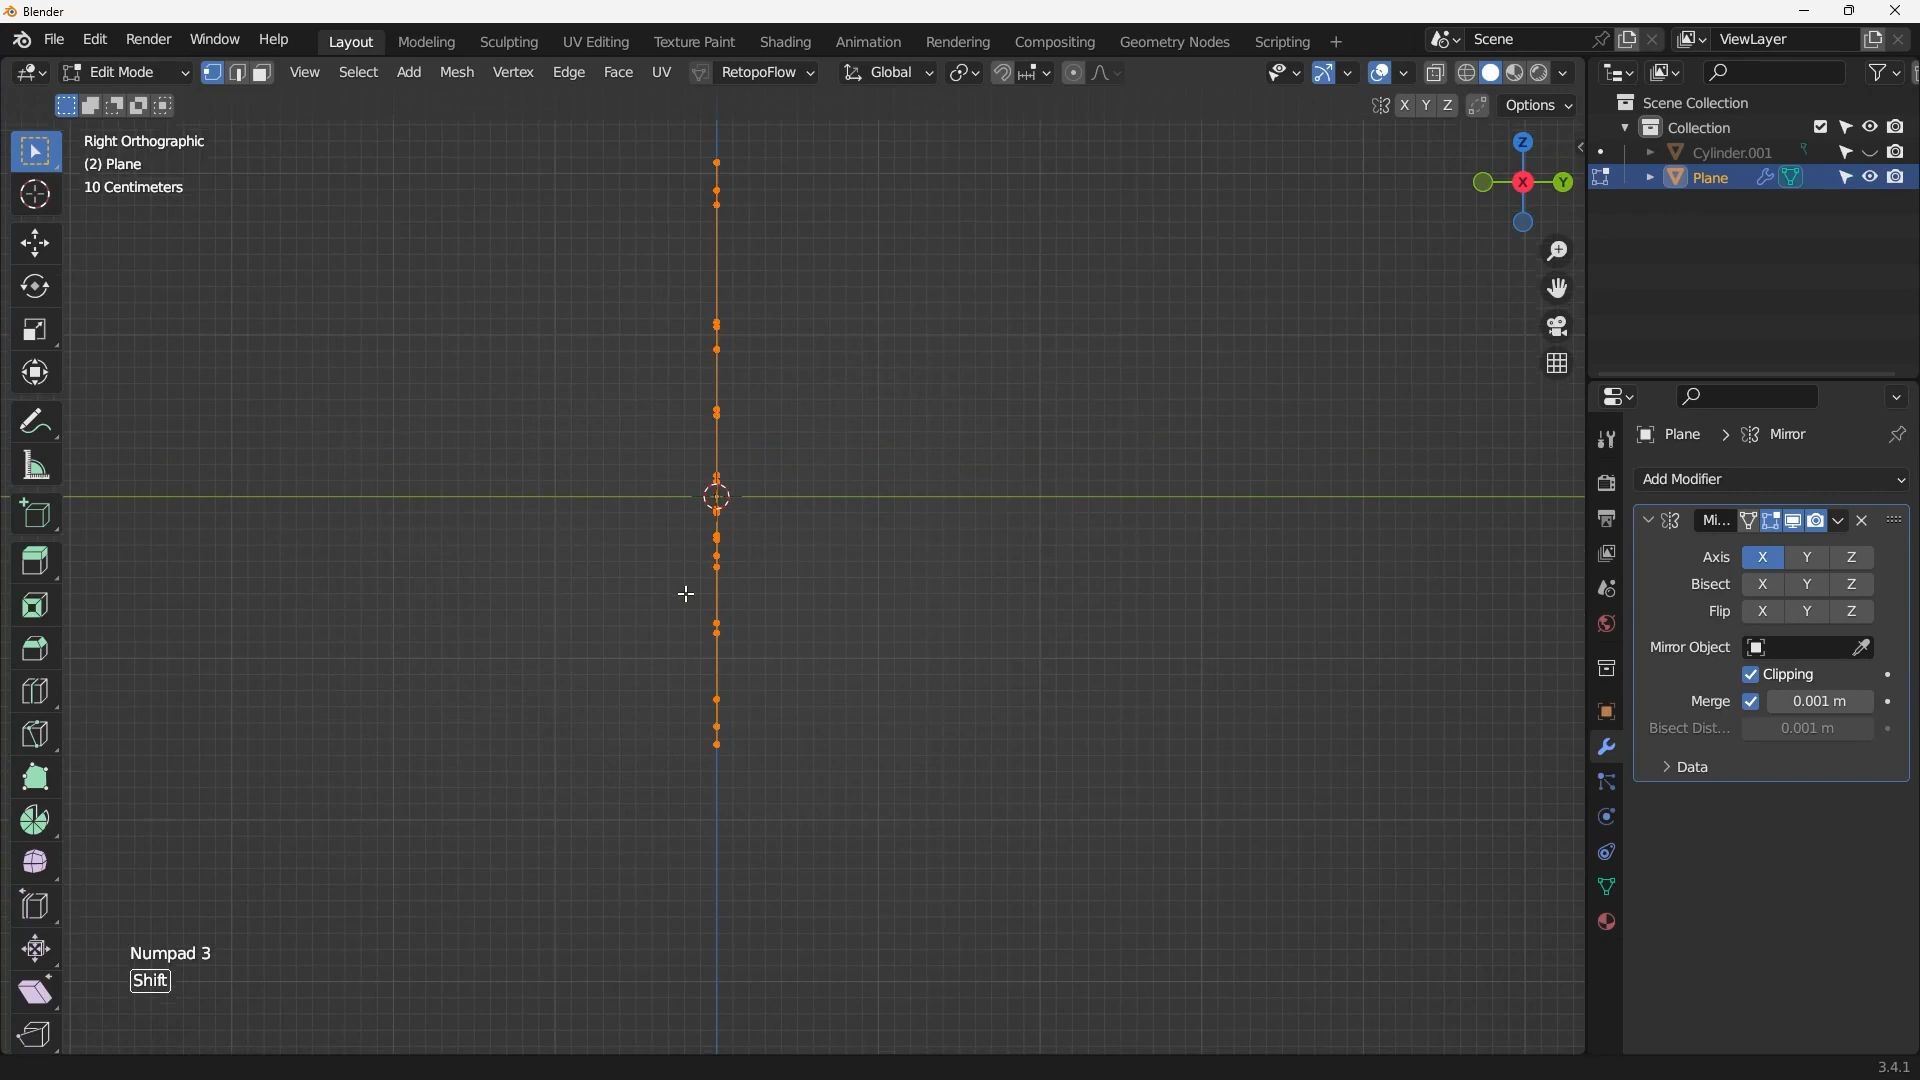 Blender
File Edit Render Window Help Layout Modeling Sculpting UV Editing Texture Paint Shading Animation Rendering Compositing Geometry Nodes Scripting + Scene ViewLayer
Edit Mode View Select Add Mesh Vertex Edge Face UV RetopoFlow Global
X Y Z Options
Scene Collection
Collection
Cylinder.001
Plane
Right Orthographic
(2) Plane
10 Centimeters
Z
X
Y
Plane > Mirror
Add Modifier
Mi...
Axis X Y Z
Bisect X Y Z
Flip X Y Z
Mirror Object
Clipping
Merge 0.001 m
Bisect Dist... 0.001 m
Data
Numpad 3
Shift
3.4.1